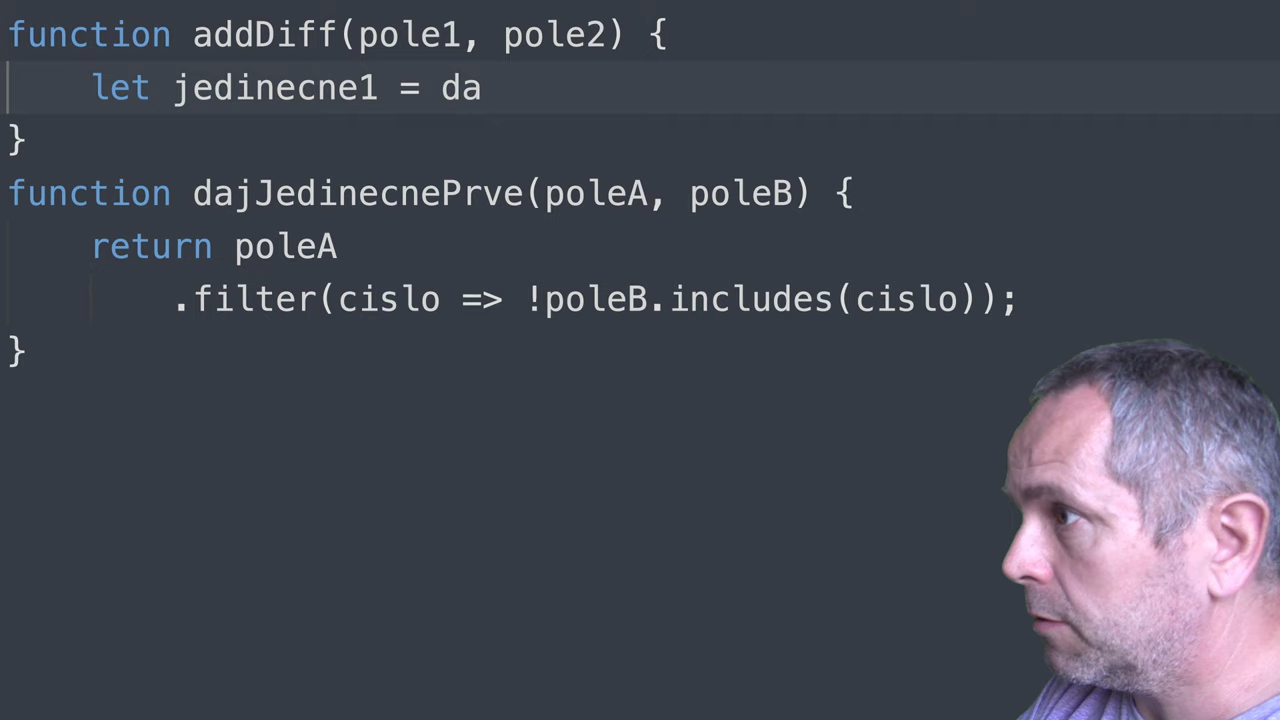 function addDiff(pole1, pole2) {
    let jedinecne1 = da
}
function dajJedinecnePrve(poleA, poleB) {
    return poleA
        .filter(cislo => !poleB.includes(cislo));
}